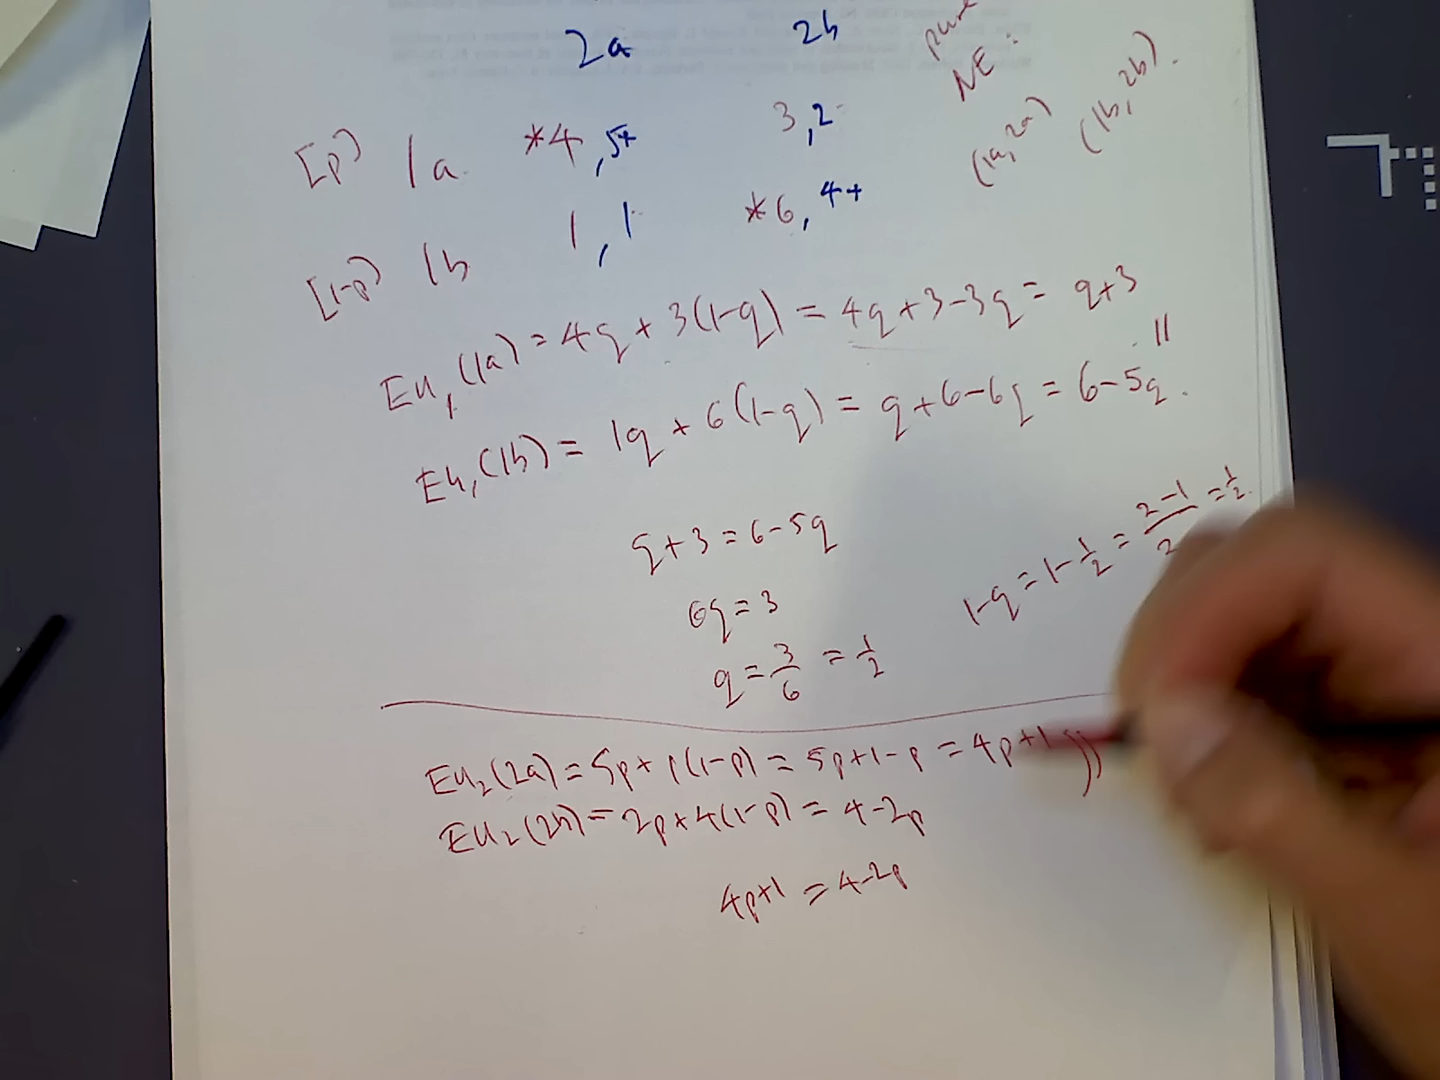 2a 2b
pure NE:
[p] 1a *4,5+ 3,2 (1a,2a) (1b,2b).
[1-p) 1b 1,1 *6,4+
EU₁(1a) = 4q + 3(1-q) = 4q+3-3q = q+3
EU₁(1b) = 1q + 6(1-q) = q+6-6q = 6-5q.
q+3 = 6-5q
6q = 3
q = 3/6 = 1/2
1-q = 1-1/2 = 2-1/2 = 1/2
EU₂(2a) = 5p + 1(1-p) = 5p+1-p = 4p+1
EU₂(2b) = 2p+4(1-p) = 4-2p
4p+1 = 4-2p